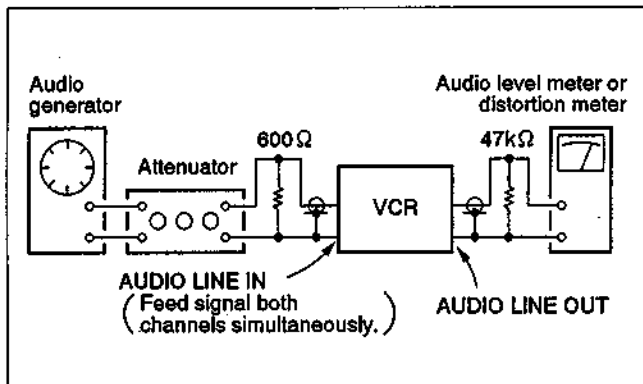 Audio
generator
Attenuator
600Ω
VCR
47kΩ
Audio level meter or
distortion meter
AUDIO LINE IN
(Feed signal both
channels simultaneously.)
AUDIO LINE OUT